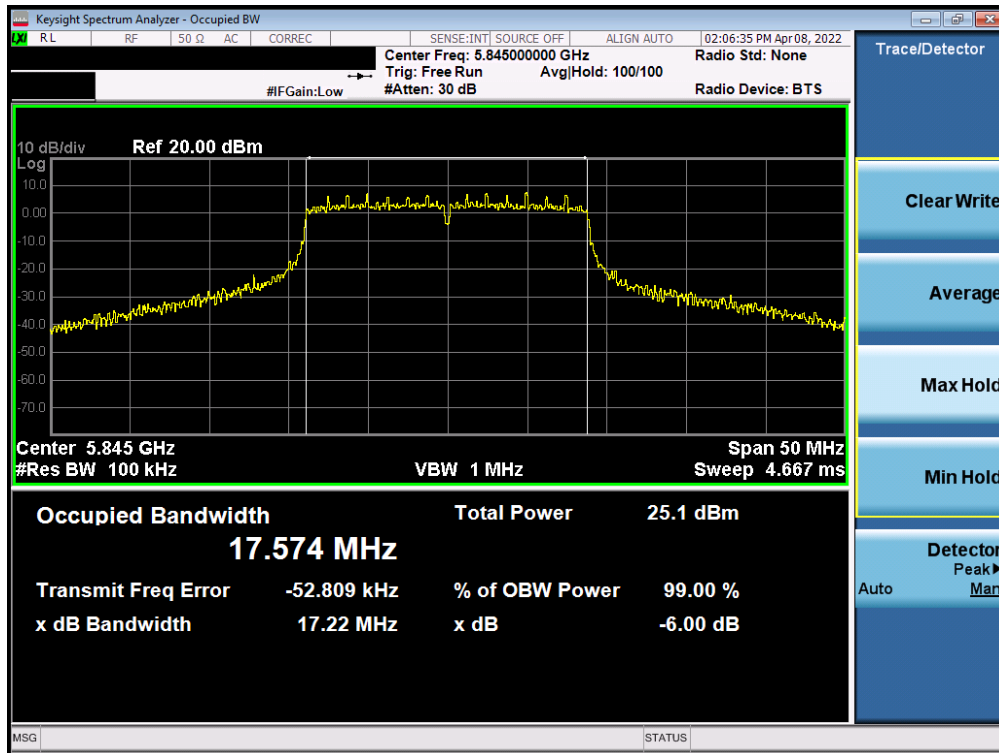 Keysight Spectrum Analyzer - Occupied BW
LXI RL RF 50 Ω AC CORREC SENSE:INT SOURCE OFF ALIGN AUTO 02:06:35 PM Apr 08, 2022
Center Freq: 5.845000000 GHz Radio Std: None
Trig: Free Run Avg|Hold: 100/100
#IFGain:Low #Atten: 30 dB Radio Device: BTS
10 dB/div Ref 20.00 dBm
Log
10.0
0.00
-10.0
-20.0
-30.0
-40.0
-50.0
-60.0
-70.0
Center 5.845 GHz Span 50 MHz
#Res BW 100 kHz VBW 1 MHz Sweep 4.667 ms
Occupied Bandwidth Total Power 25.1 dBm
17.574 MHz
Transmit Freq Error -52.809 kHz % of OBW Power 99.00 %
x dB Bandwidth 17.22 MHz x dB -6.00 dB
MSG STATUS
Trace/Detector
Clear Write
Average
Max Hold
Min Hold
Detector
Peak▶
Auto Man